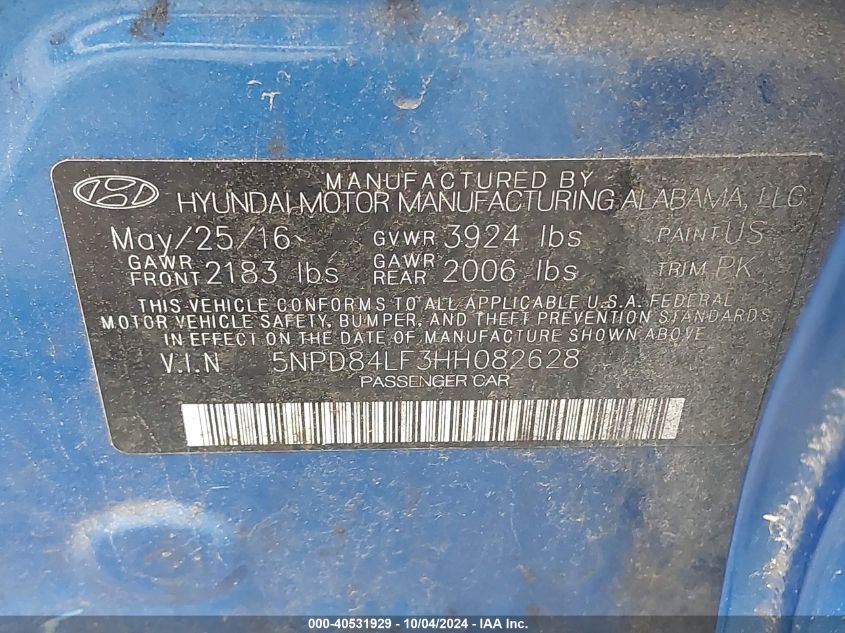 MANUFACTURED BY
HYUNDAI MOTOR MANUFACTURING ALABAMA, LLC
May/25/16 GVWR 3924 lbs PAINT US
GAWR FRONT 2183 lbs GAWR REAR 2006 lbs TRIM PK
THIS VEHICLE CONFORMS TO ALL APPLICABLE U.S.A. FEDERAL
MOTOR VEHICLE SAFETY, BUMPER, AND THEFT PREVENTION STANDARDS
IN EFFECT ON THE DATE OF MANUFACTURE SHOWN ABOVE
V.I.N 5NPD84LF3HH082628
PASSENGER CAR
000-40531929 - 10/04/2024 - IAA Inc.